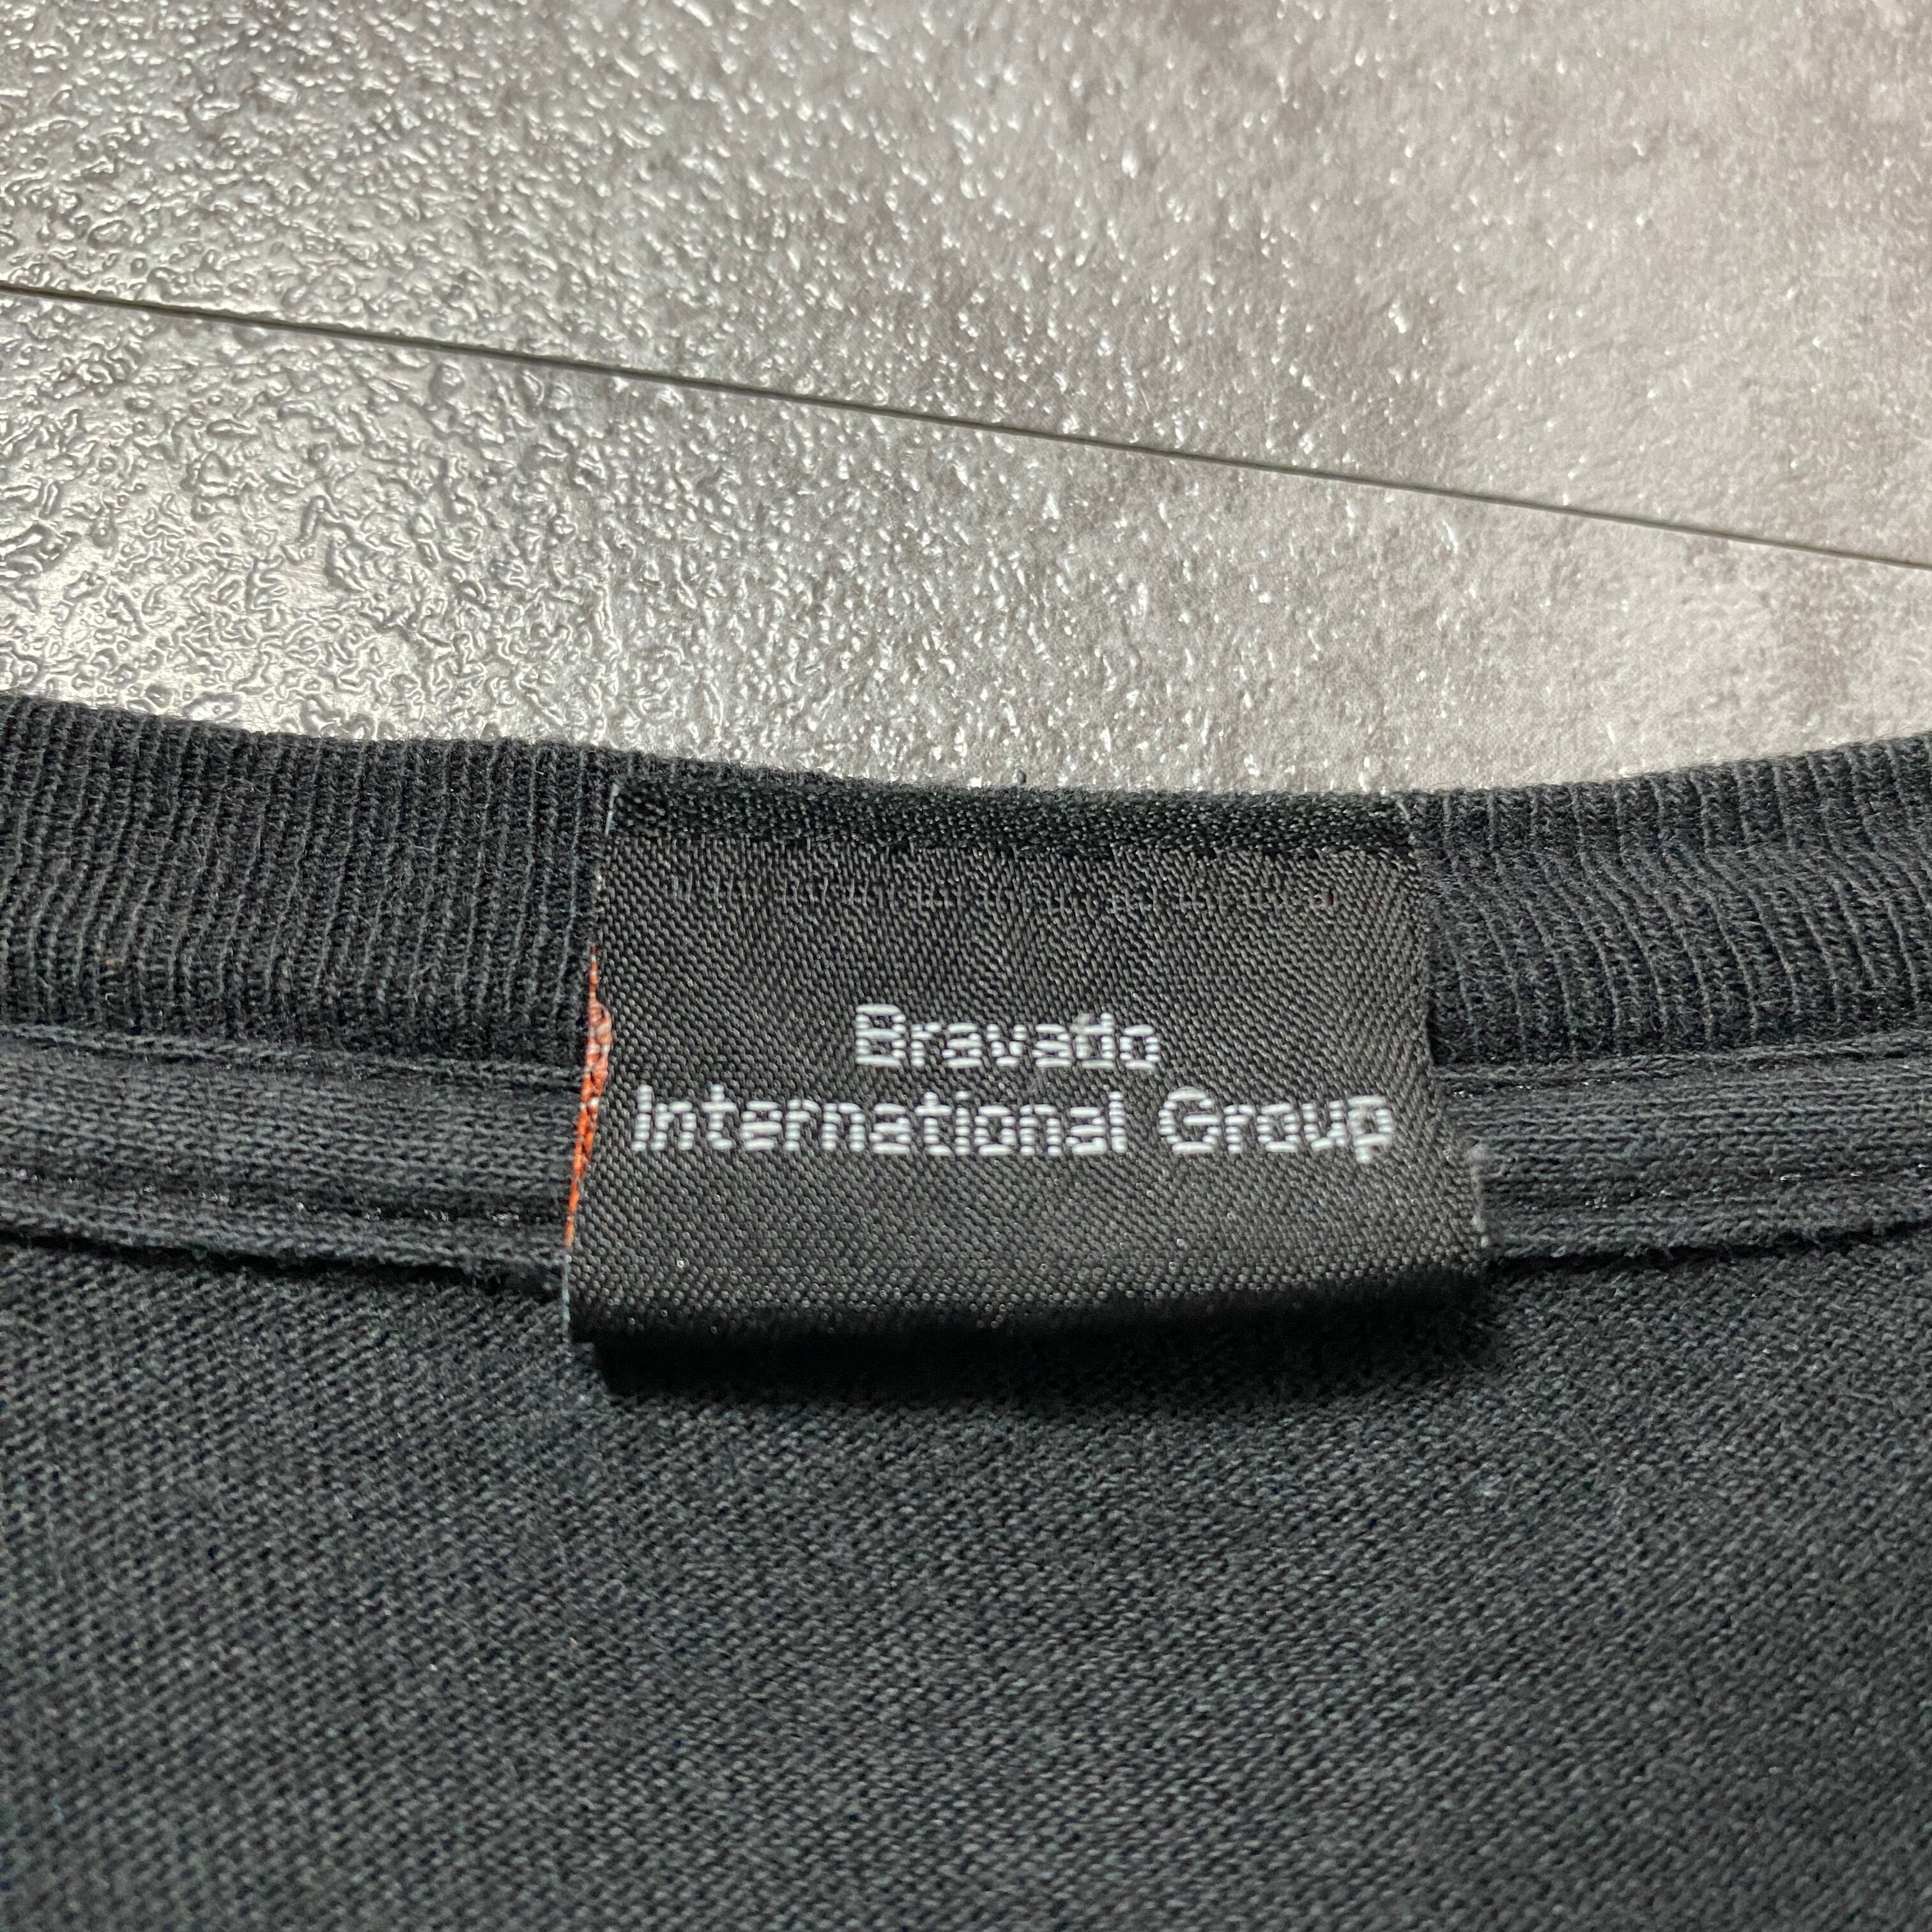 Bravado
International Group